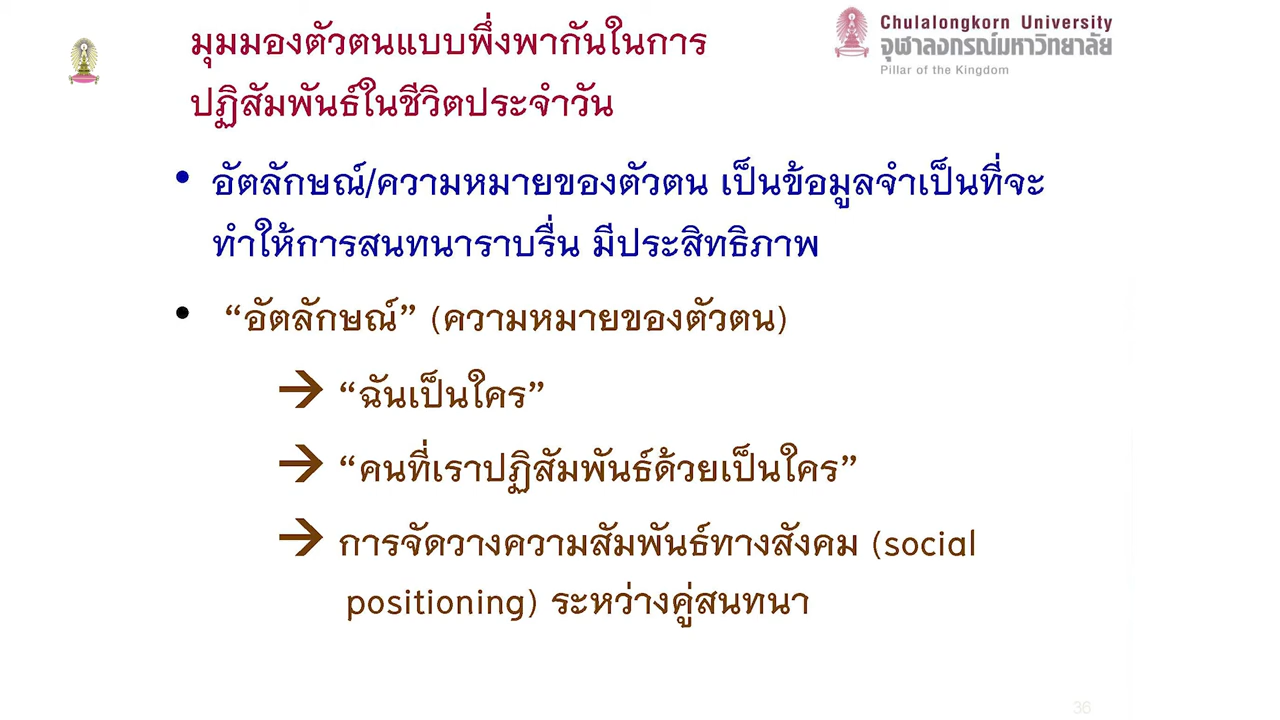 มุมมองตัวตนแบบพึ่งพากันในการ
ปฏิสัมพันธ์ในชีวิตประจำวัน
Chulalongkorn University
จุฬาลงกรณ์มหาวิทยาลัย
Pillar of the Kingdom
• อัตลักษณ์/ความหมายของตัวตน เป็นข้อมูลจำเป็นที่จะ
ทำให้การสนทนาราบรื่น มีประสิทธิภาพ
• “อัตลักษณ์” (ความหมายของตัวตน)
→ “ฉันเป็นใคร”
→ “คนที่เราปฏิสัมพันธ์ด้วยเป็นใคร”
→ การจัดวางความสัมพันธ์ทางสังคม (social
positioning) ระหว่างคู่สนทนา
36